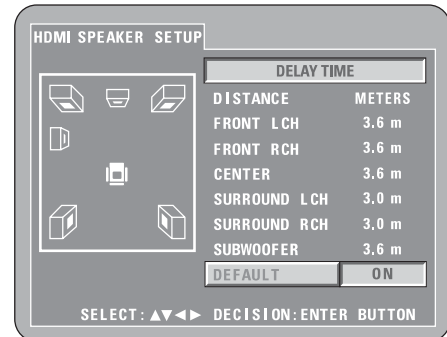 HDMI SPEAKER SETUP
DELAY TIME
DISTANCE METERS
FRONT LCH 3.6 m
FRONT RCH 3.6 m
CENTER 3.6 m
SURROUND LCH 3.0 m
SURROUND RCH 3.0 m
SUBWOOFER 3.6 m
DEFAULT ON
SELECT:▲▼◀▶ DECISION:ENTER BUTTON